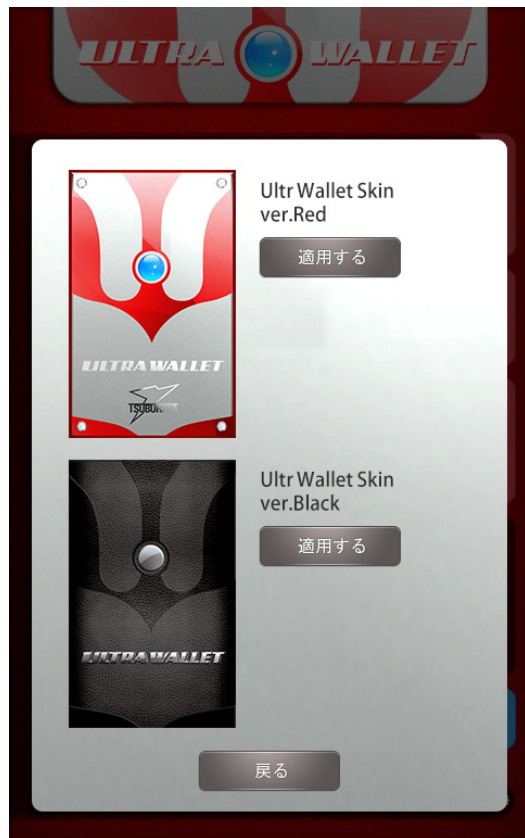 ULTRA WALLET
Ultr Wallet Skin
ver.Red
適用する
ULTRA WALLET
Ultr Wallet Skin
ver.Black
適用する
ULTRA WALLET
戻る